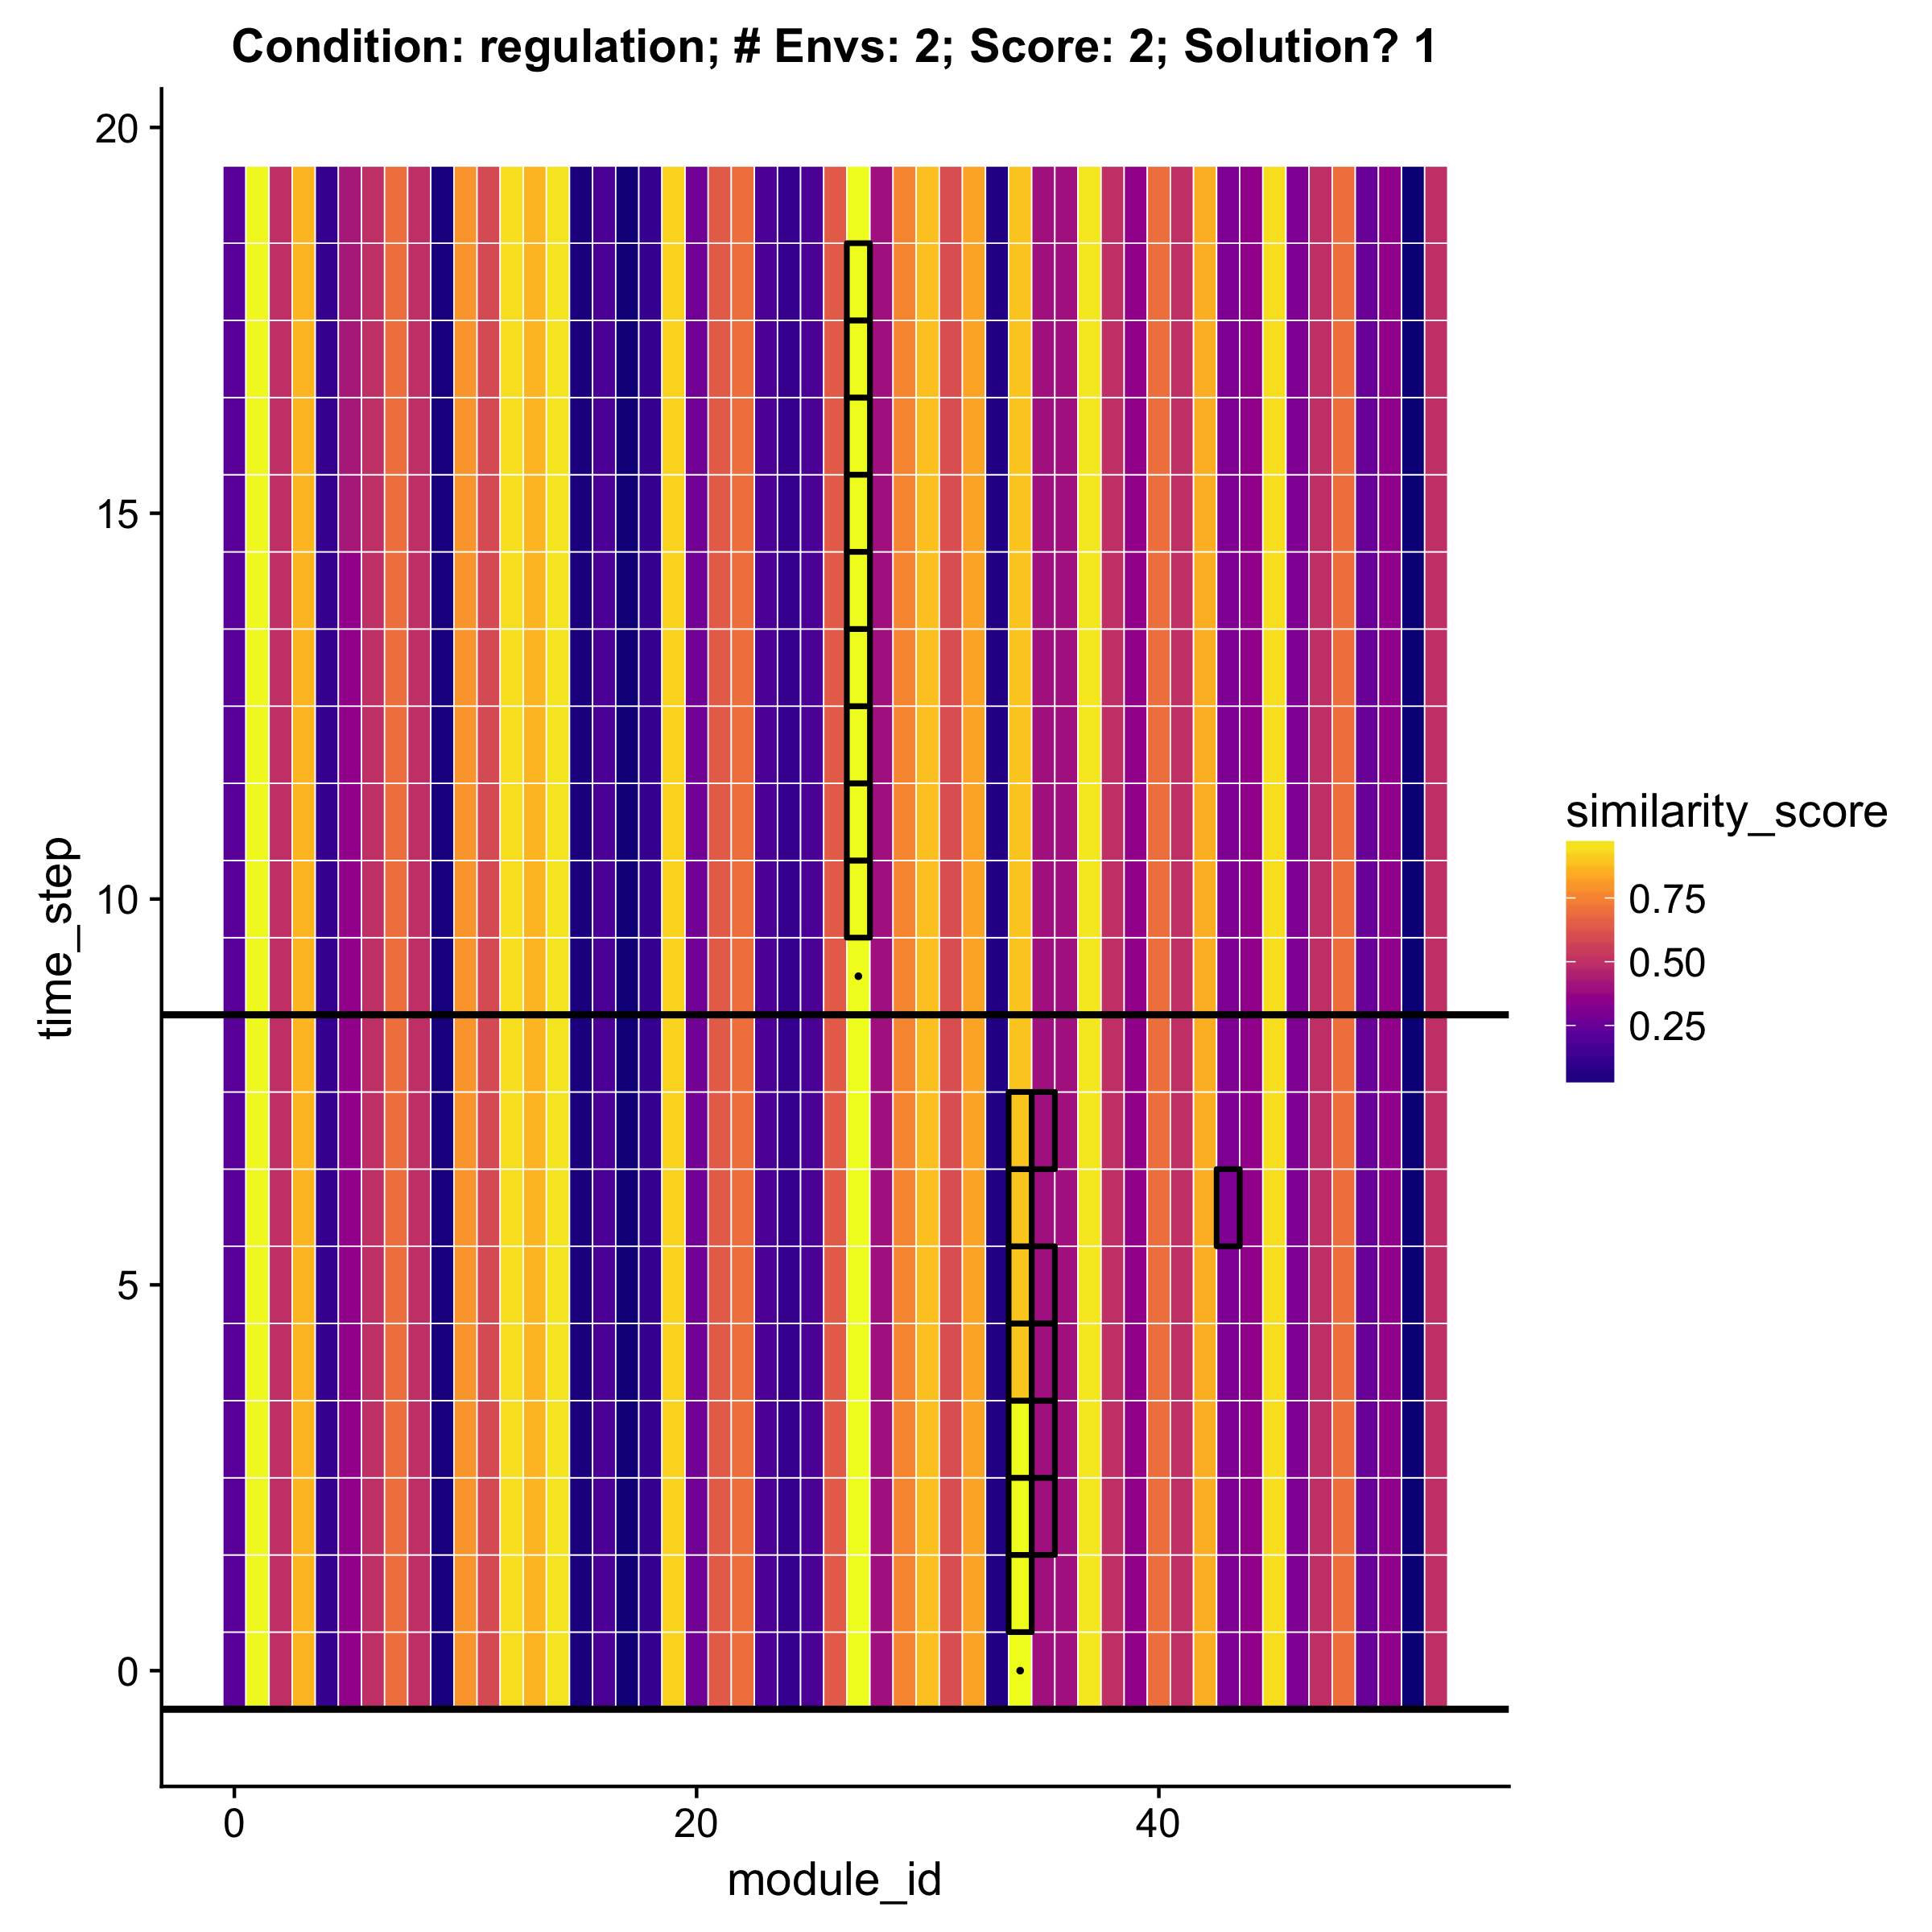 Condition: regulation; # Envs: 2; Score: 2; Solution? 1
20
15
10
5
0
time_step
0 20 40
module_id
similarity_score
0.75
0.50
0.25